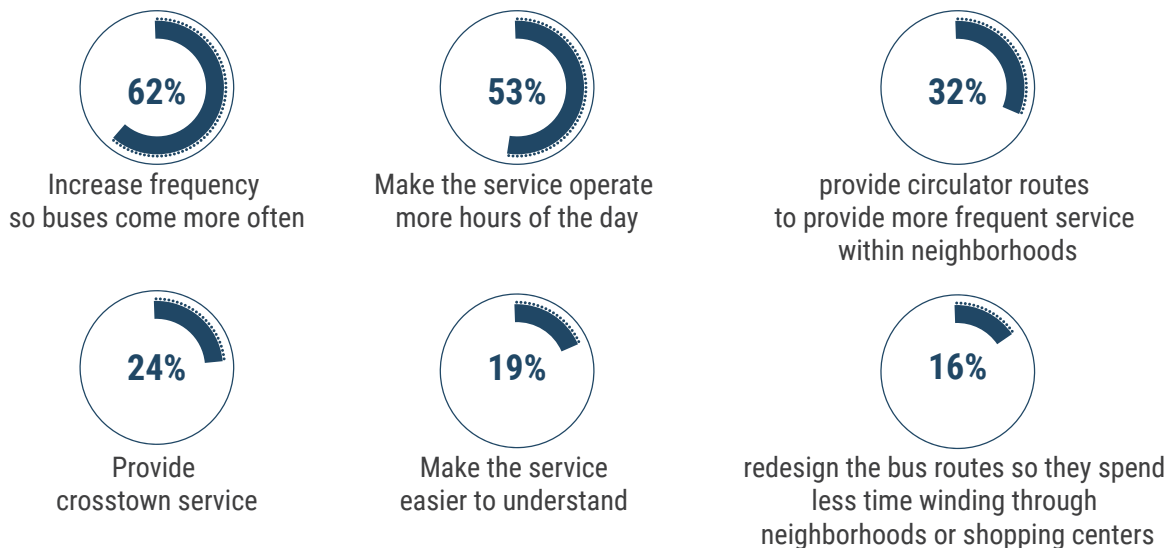 62%
Increase frequency
so buses come more often
53%
Make the service operate
more hours of the day
32%
provide circulator routes
to provide more frequent service
within neighborhoods
24%
Provide
crosstown service
19%
Make the service
easier to understand
16%
redesign the bus routes so they spend
less time winding through
neighborhoods or shopping centers